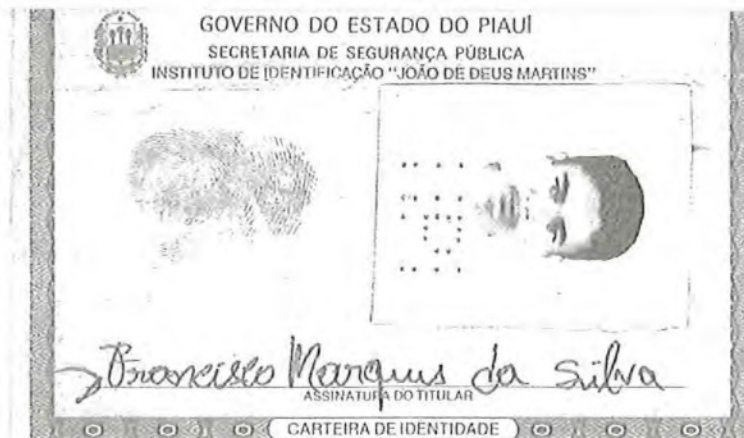 GOVERNO DO ESTADO DO PIAUÍ
SECRETARIA DE SEGURANÇA PÚBLICA
INSTITUTO DE IDENTIFICAÇÃO "JOÃO DE DEUS MARTINS"
Francisco Marques da Silva
ASSINATURA DO TITULAR
CARTEIRA DE IDENTIDADE